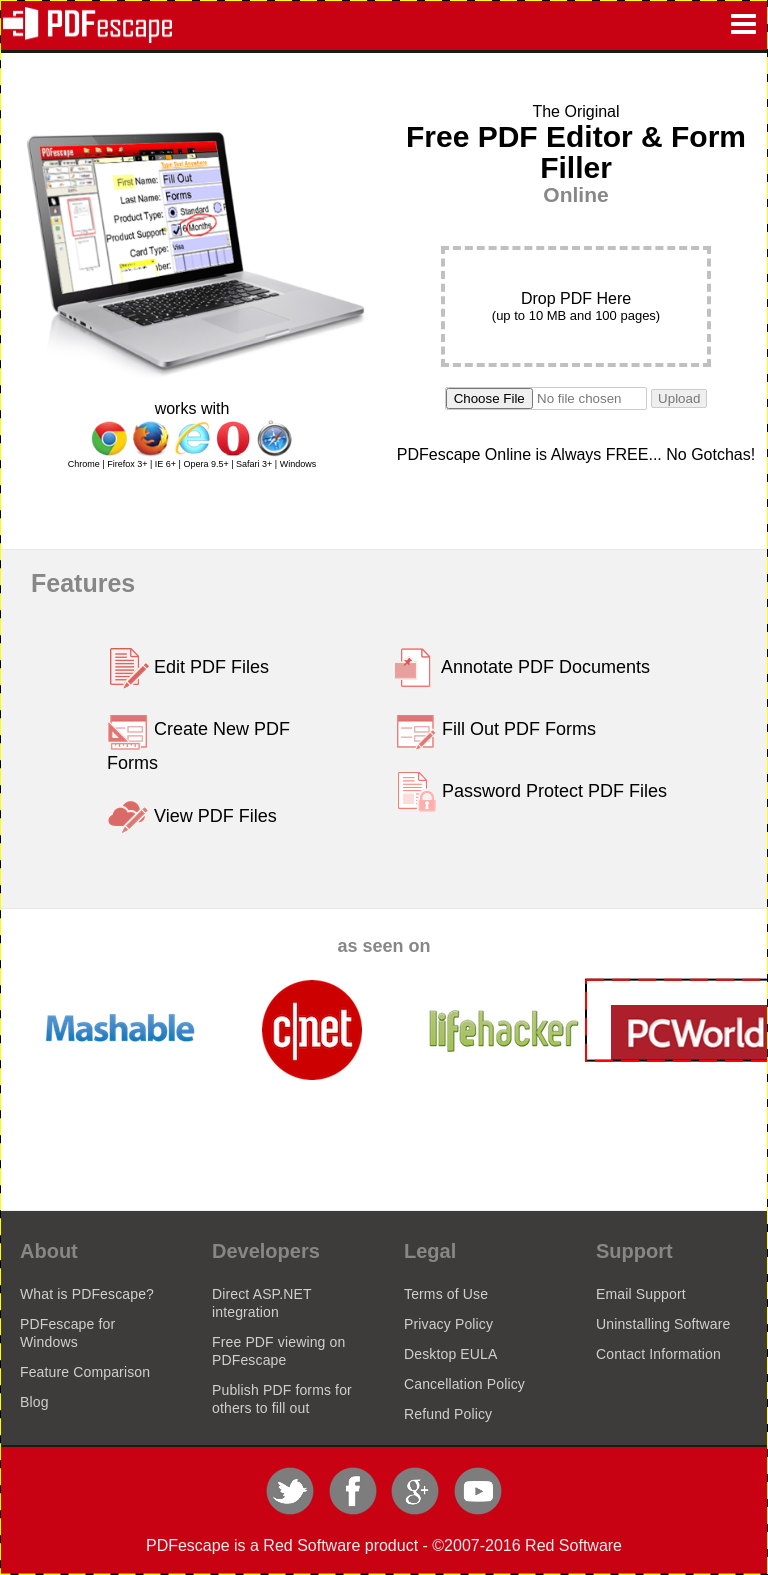 PDFescape
The Original
Free PDF Editor & Form
Filler
Online
PDFescape
Type Text Anywhere
First Name: Fill Out
Last Name: Forms
Product Type: Standard
Product Support: 6 Months
Card Type: Visa
Drop PDF Here
(up to 10 MB and 100 pages)
Choose File No file chosen Upload
works with
Chrome | Firefox 3+ | IE 6+ | Opera 9.5+ | Safari 3+ | Windows
PDFescape Online is Always FREE... No Gotchas!
Features
Edit PDF Files
Create New PDF
Forms
View PDF Files
Annotate PDF Documents
Fill Out PDF Forms
Password Protect PDF Files
as seen on
Mashable
c|net
lifehacker
PCWorld
About
What is PDFescape?
PDFescape for
Windows
Feature Comparison
Blog
Developers
Direct ASP.NET
integration
Free PDF viewing on
PDFescape
Publish PDF forms for
others to fill out
Legal
Terms of Use
Privacy Policy
Desktop EULA
Cancellation Policy
Refund Policy
Support
Email Support
Uninstalling Software
Contact Information
PDFescape is a Red Software product - ©2007-2016 Red Software